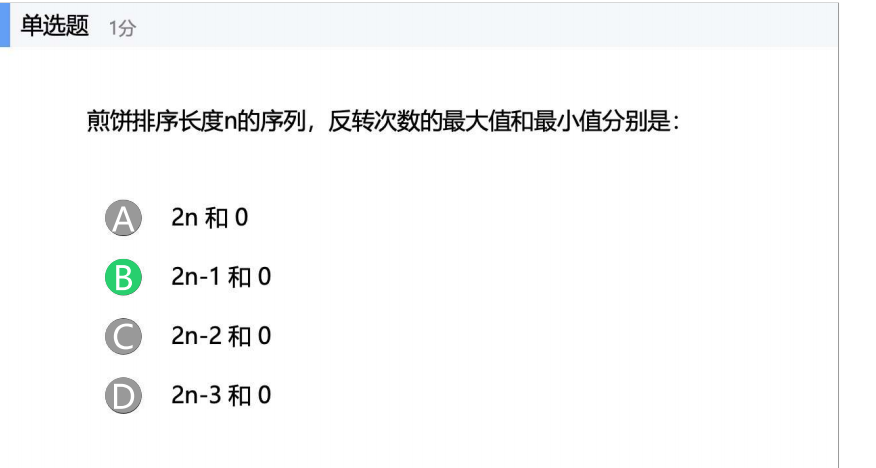 单选题 1分
煎饼排序长度n的序列，反转次数的最大值和最小值分别是：
A 2n 和 0
B 2n-1 和 0
C 2n-2 和 0
D 2n-3 和 0